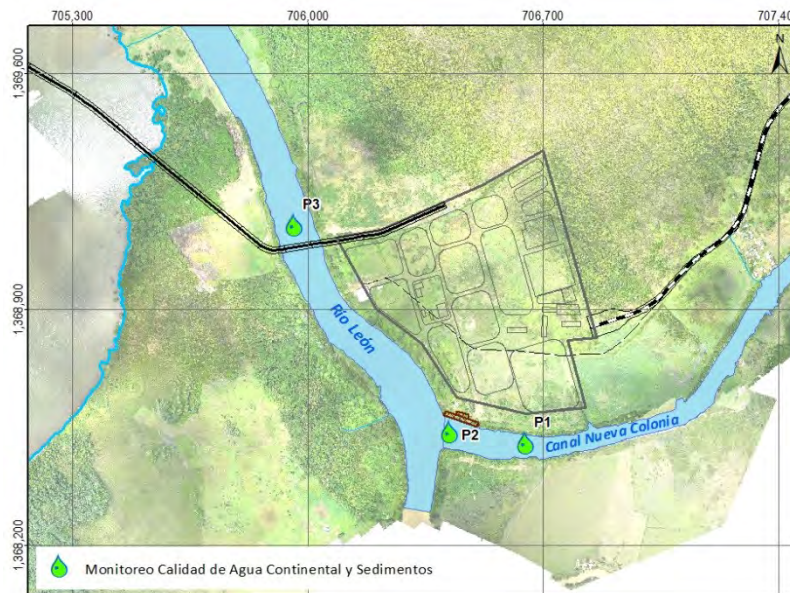 705,300
706,000
706,700
707,40
N
1,369,600
P3
1,368,900
Río León
P2
P1
Canal Nueva Colonia
1,368,200
Monitoreo Calidad de Agua Continental y Sedimentos